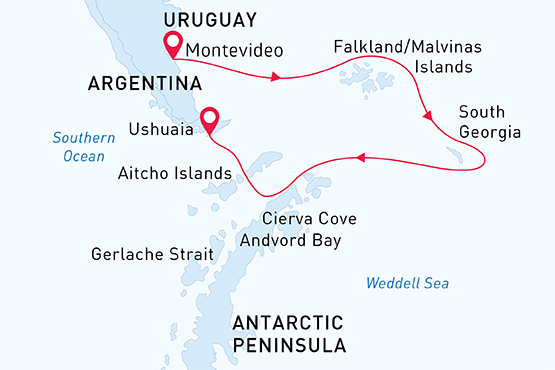 URUGUAY
Montevideo
Falkland/Malvinas
Islands
ARGENTINA
South
Georgia
Ushuaia
Southern
Ocean
Aitcho Islands
Cierva Cove
Andvord Bay
Gerlache Strait
Weddell Sea
ANTARCTIC
PENINSULA